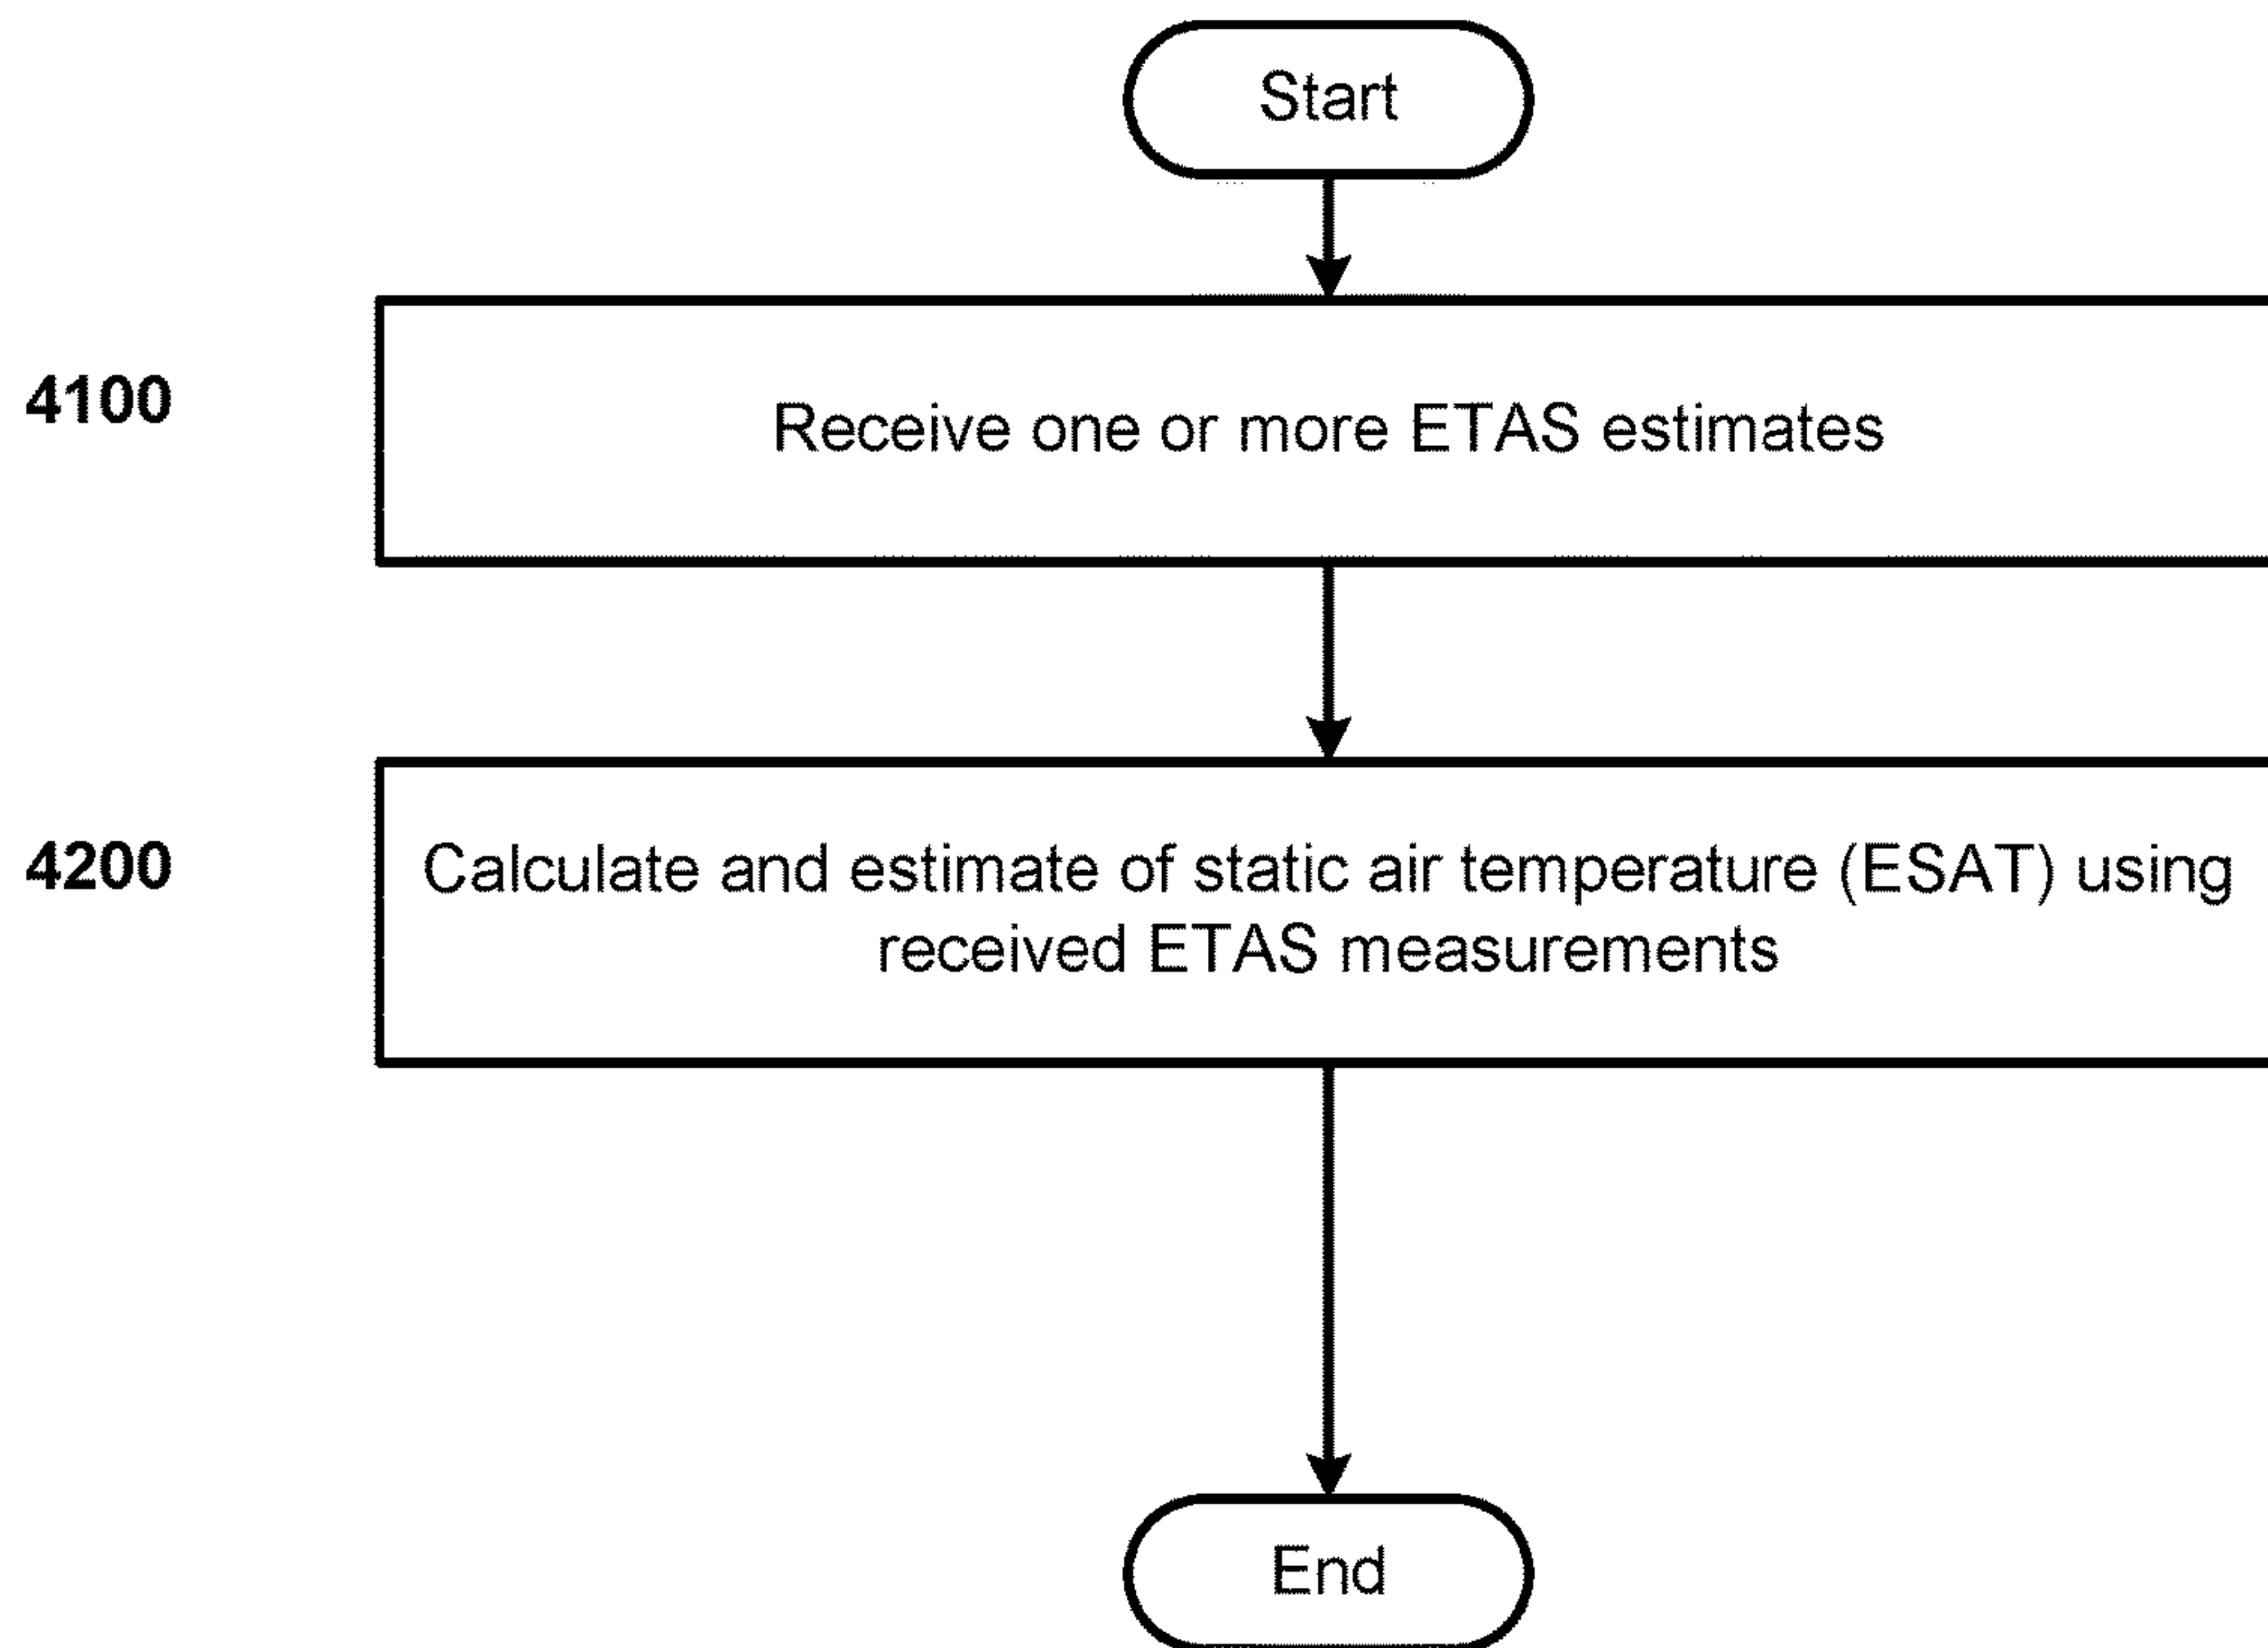 Start
4100
Receive one or more ETAS estimates
4200
Calculate and estimate of static air temperature (ESAT) using
received ETAS measurements
End